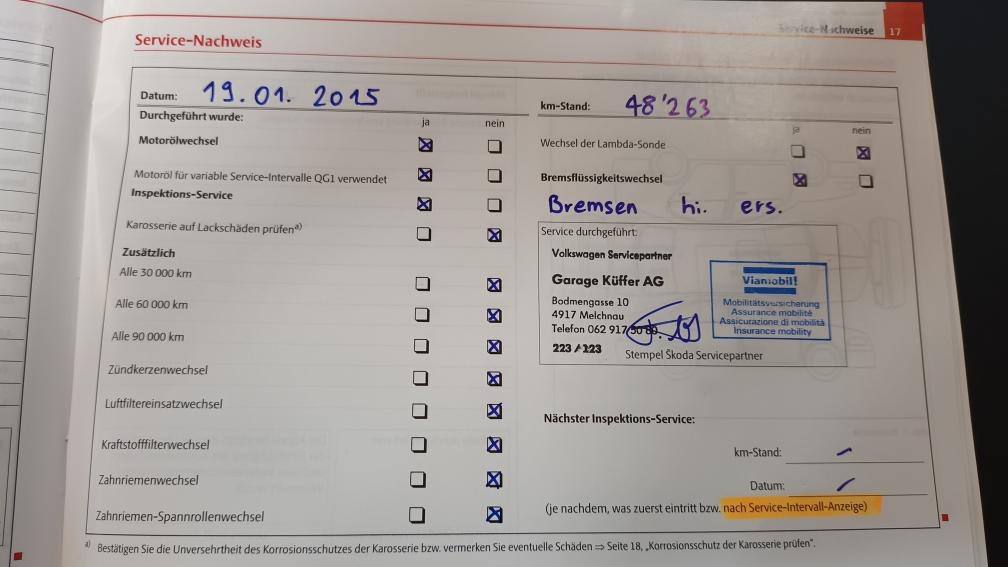 Service-Nachweise 17
Service-Nachweis
Datum: 19.01.2015
Durchgeführt wurde: ja nein
Motorölwechsel
Motoröl für variable Service-Intervalle QG1 verwendet
Inspektions-Service
Karosserie auf Lackschäden prüfen a)
Zusätzlich
Alle 30 000 km
Alle 60 000 km
Alle 90 000 km
Zündkerzenwechsel
Luftfiltereinsatzwechsel
Kraftstofffilterwechsel
Zahnriemenwechsel
Zahnriemen-Spannrollenwechsel
km-Stand: 48'263
ja nein
Wechsel der Lambda-Sonde
Bremsflüssigkeitswechsel
Bremsen hi. ers.
Service durchgeführt:
Volkswagen Servicepartner
Garage Küffer AG
Bodmengasse 10
4917 Melchnau
Telefon 062 917
223 / 123
Stempel Škoda Servicepartner
Viamobil!
Mobilitätsversicherung
Assurance mobilité
Assicurazione di mobilità
Insurance mobility
Nächster Inspektions-Service:
km-Stand: –
Datum: –
(je nachdem, was zuerst eintritt bzw. nach Service-Intervall-Anzeige)
a) Bestätigen Sie die Unversehrtheit des Korrosionsschutzes der Karosserie bzw. vermerken Sie eventuelle Schäden ⇒ Seite 18, „Korrosionsschutz der Karosserie prüfen“.